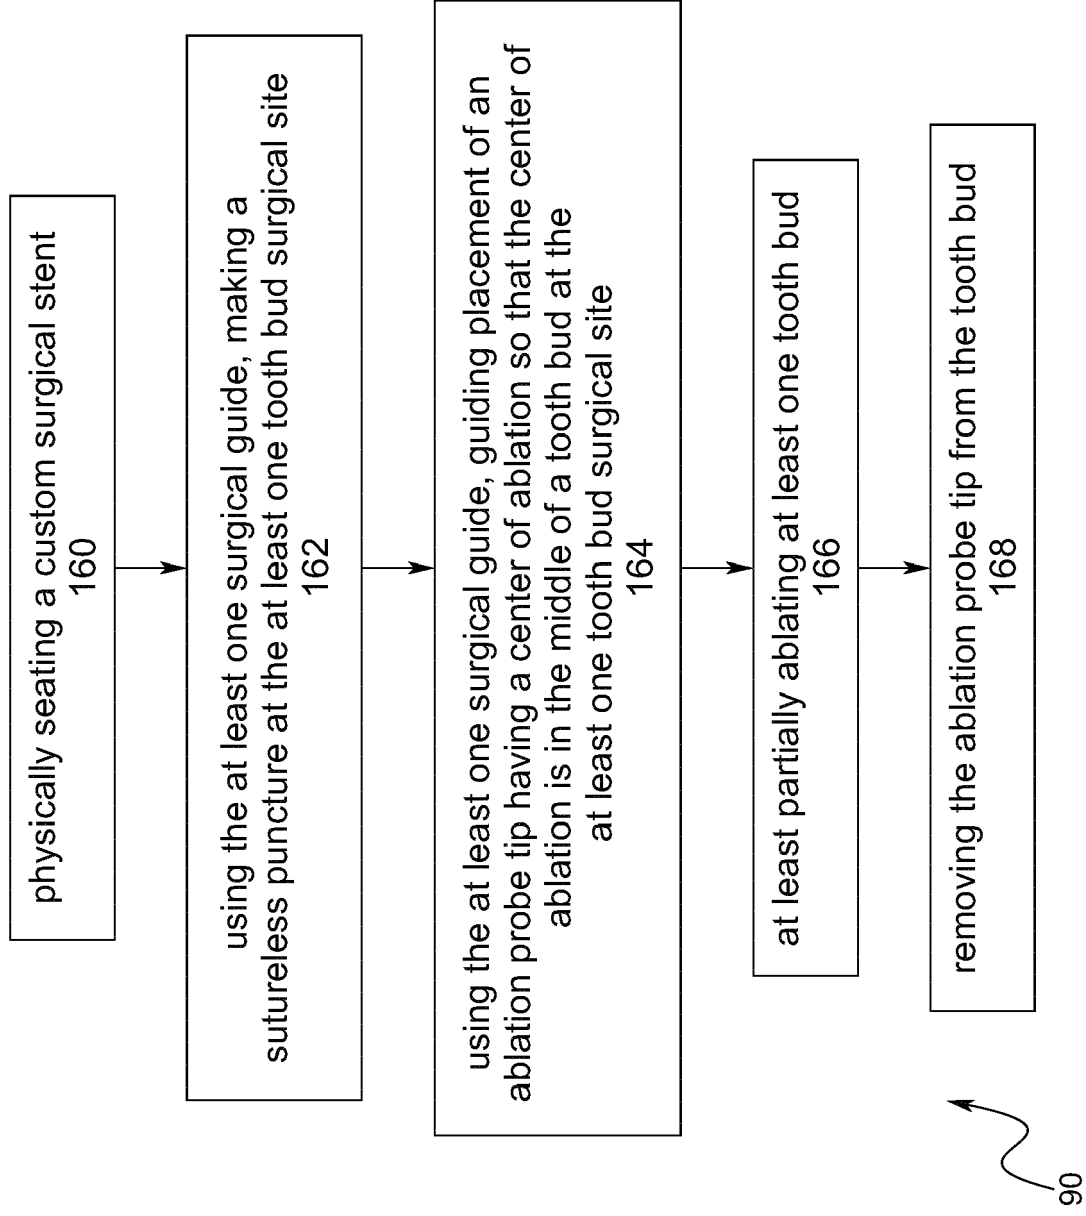 physically seating a custom surgical stent
160
using the at least one surgical guide, making a
sutureless puncture at the at least one tooth bud surgical site
162
using the at least one surgical guide, guiding placement of an
ablation probe tip having a center of ablation so that the center of
ablation is in the middle of a tooth bud at the
at least one tooth bud surgical site
164
at least partially ablating at least one tooth bud
166
removing the ablation probe tip from the tooth bud
168
90